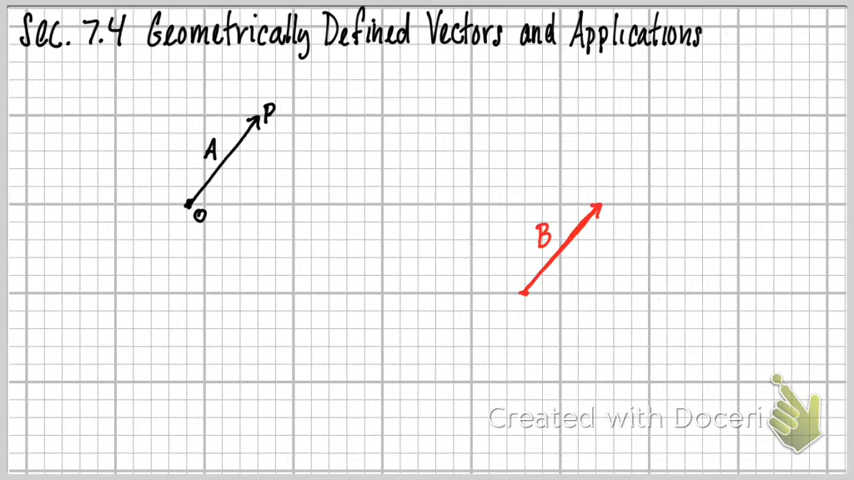 Sec. 7.4 Geometrically Defined Vectors and Applications
P
A
O
B
Created with Doceri